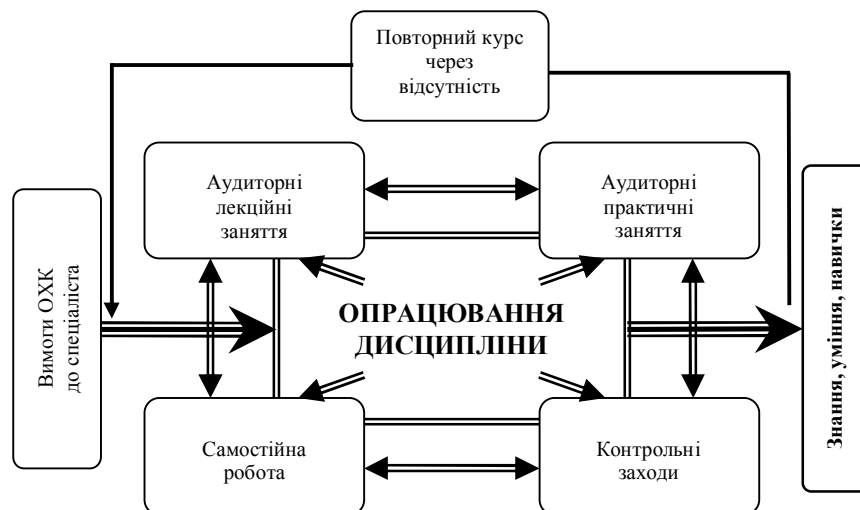 Повторний курс
через
відсутність
Аудиторні
лекційні
заняття
Аудиторні
практичні
заняття
Вимоги ОХК
до спеціаліста
ОПРАЦЮВАННЯ
ДИСЦИПЛІНИ
Знання, уміння, навички
Самостійна
робота
Контрольні
заходи